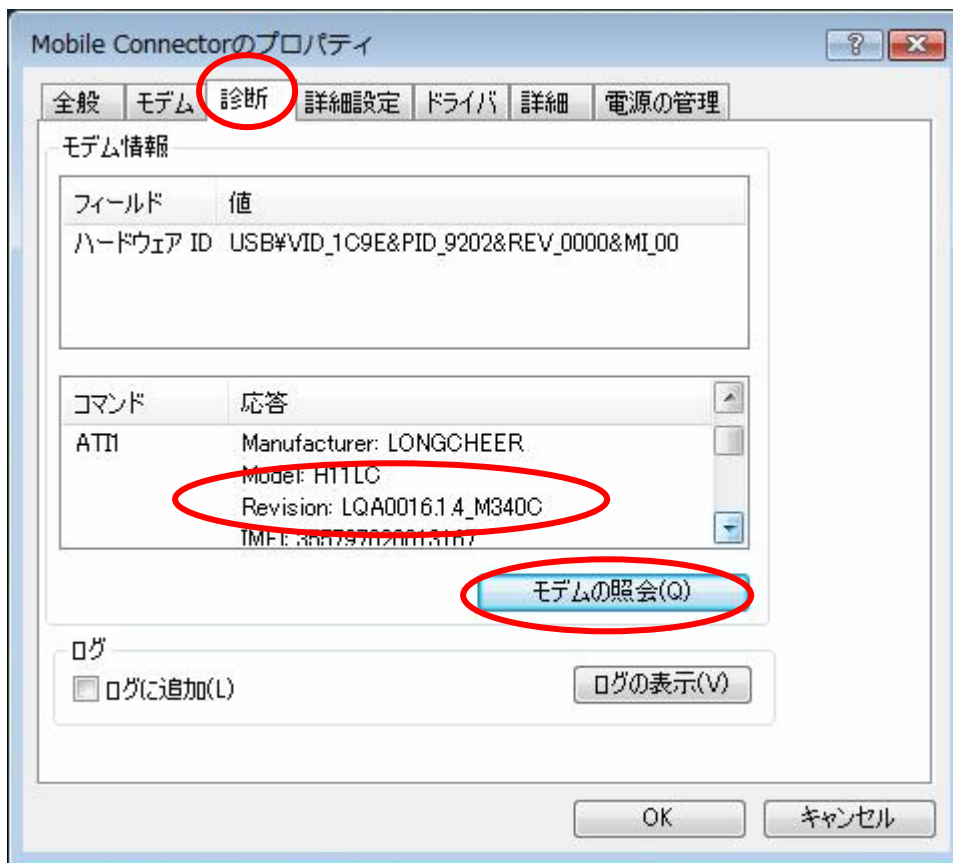 Mobile Connectorのプロパティ
全般 モデム 診断 詳細設定 ドライバ 詳細 電源の管理
モデム情報
フィールド 値
ハードウェア ID USB¥VID_1C9E&PID_9202&REV_0000&MI_00
コマンド 応答
ATI1 Manufacturer: LONGCHEER
Model: H11LC
Revision: LQA0016.1.4_M340C
IMEI:
モデムの照会(Q)
ログ
ログに追加(L) ログの表示(V)
OK キャンセル